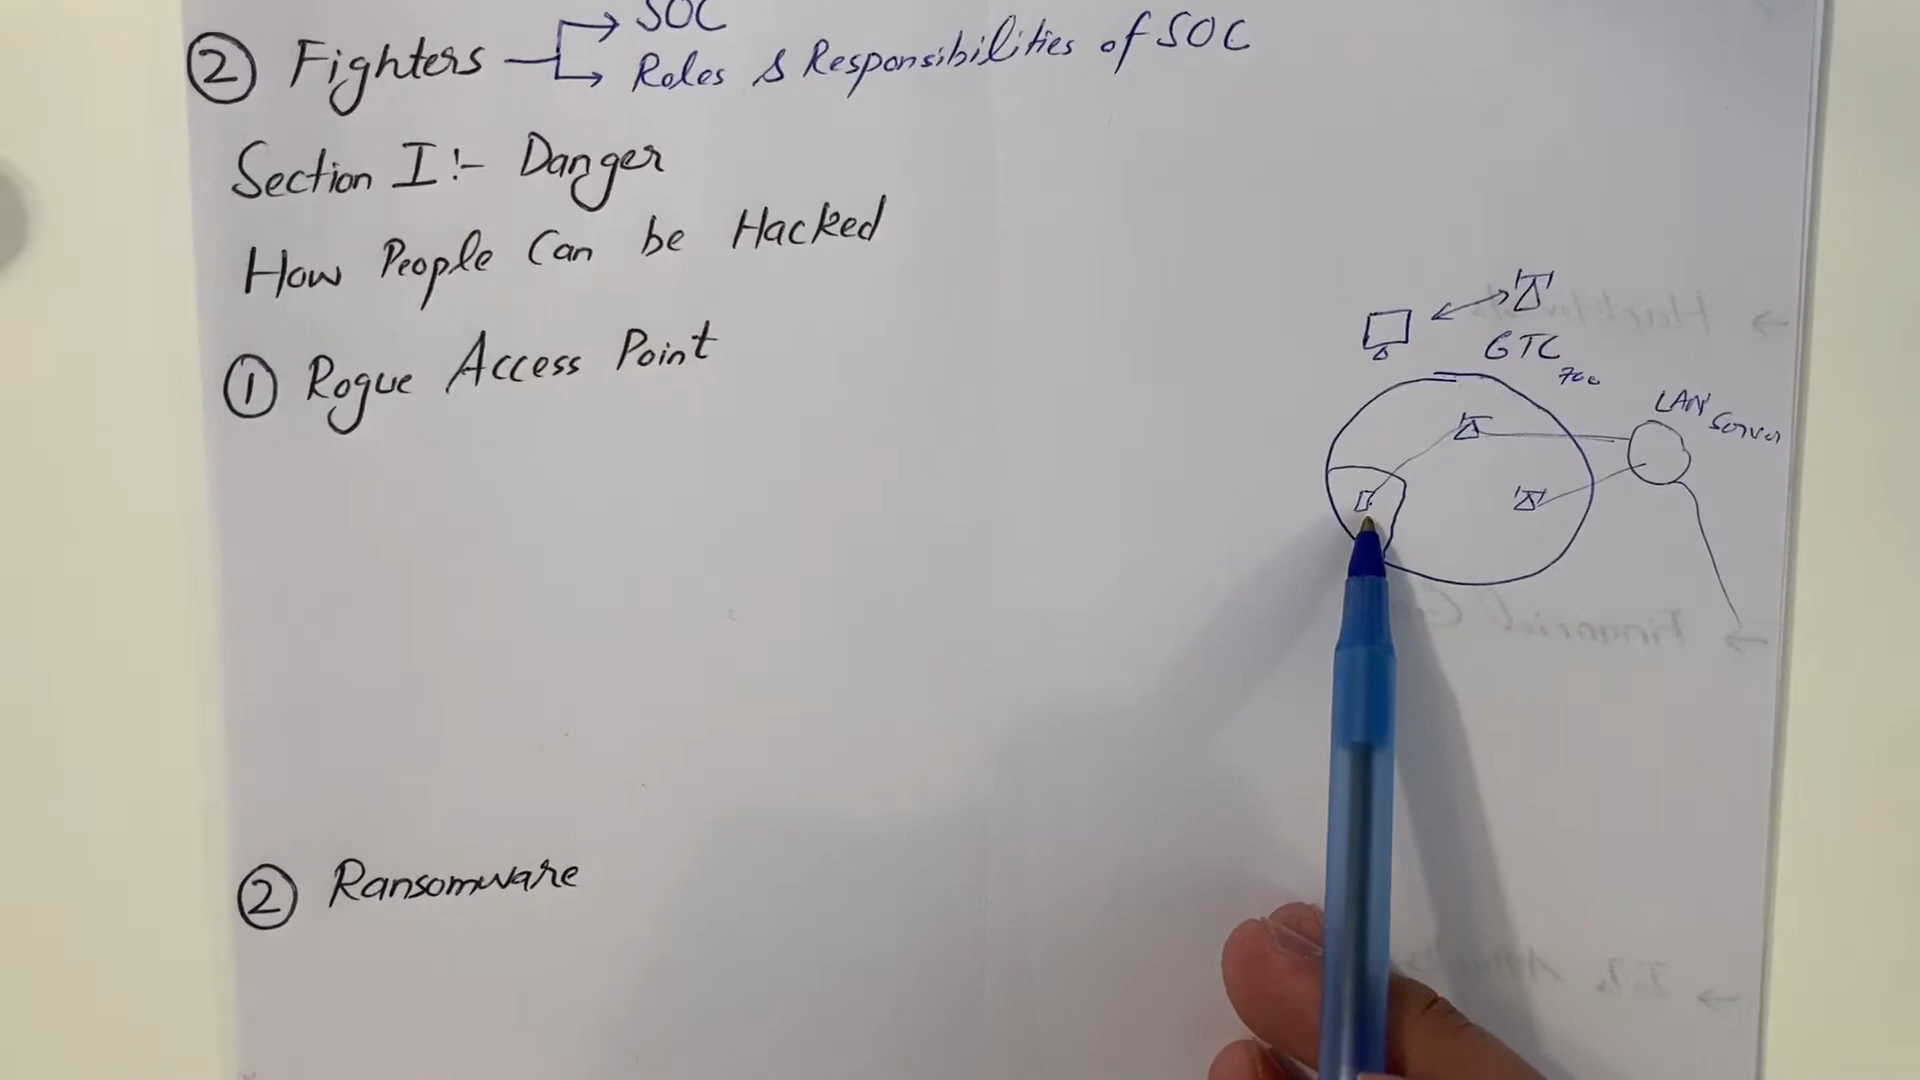 ② Fighters → SOC
→ Roles & Responsibilities of SOC
Section I :- Danger
How People Can be Hacked
① Rogue Access Point
GTC
700
LAN
Server
② Ransomware